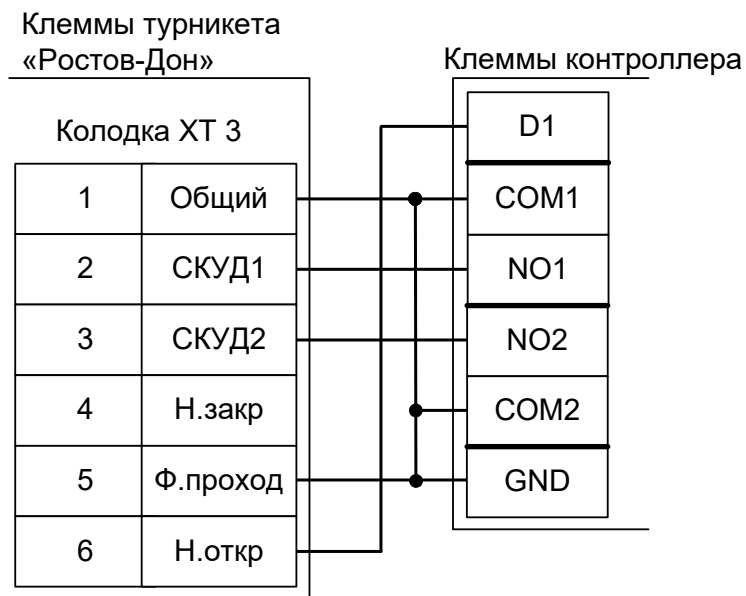 Клеммы турникета
«Ростов-Дон»
Колодка ХТ 3
1 Общий
2 СКУД1
3 СКУД2
4 Н.закр
5 Ф.проход
6 Н.откр
Клеммы контроллера
D1
COM1
NO1
NO2
COM2
GND